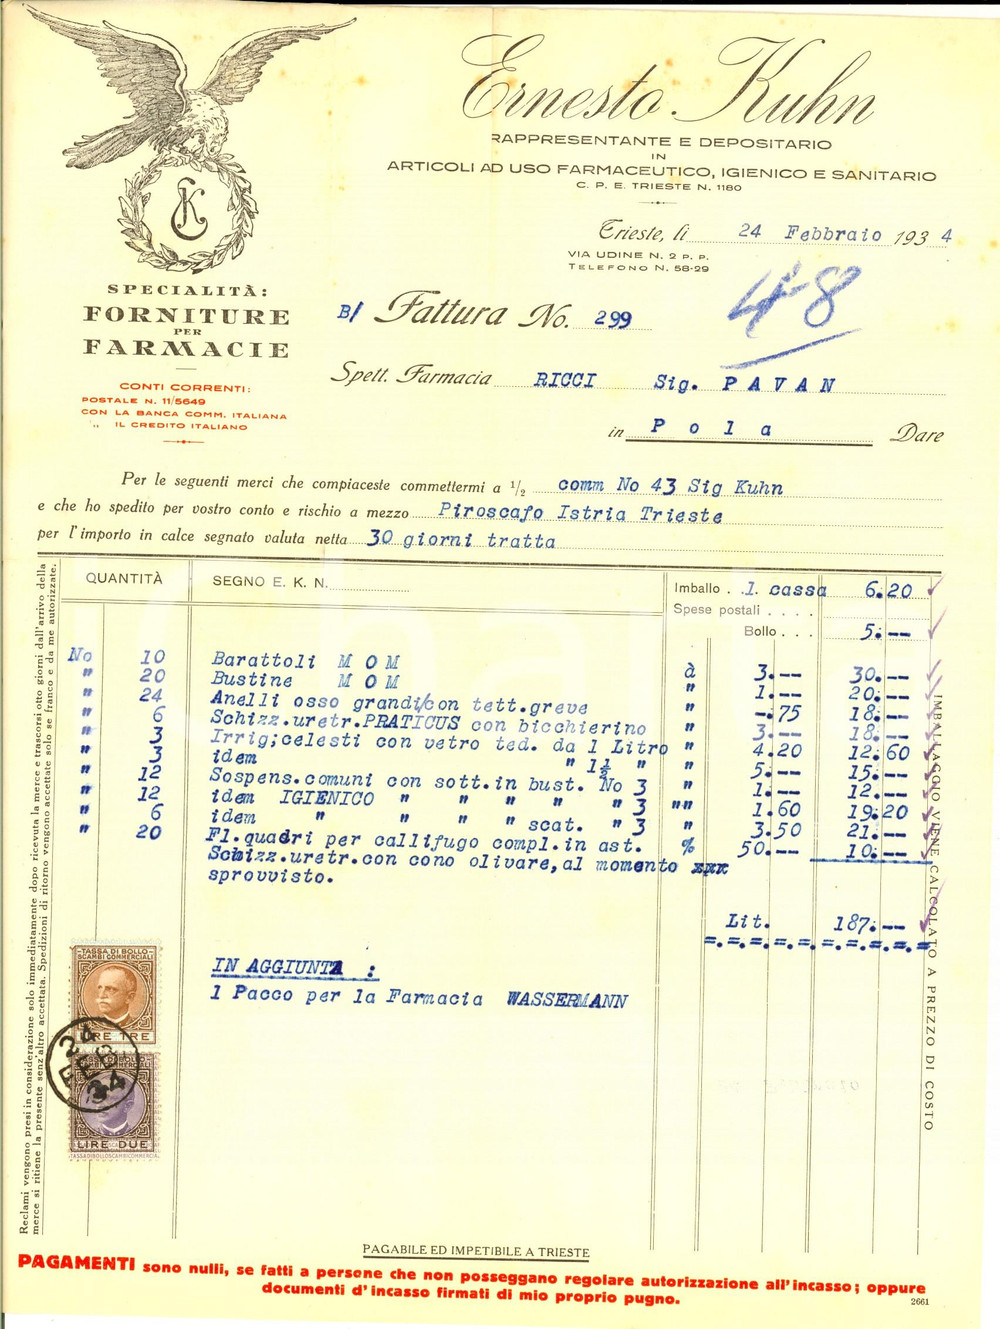 Ernesto Kuhn
RAPPRESENTANTE E DEPOSITARIO
IN
ARTICOLI AD USO FARMACEUTICO, IGIENICO E SANITARIO
C. P. E. TRIESTE N. 1180
EK
SPECIALITÀ:
FORNITURE
PER
FARMACIE
CONTI CORRENTI:
POSTALE N. 11/5649
CON LA BANCA COMM. ITALIANA
„ IL CREDITO ITALIANO
Trieste, lì 24 Febbraio 1934
VIA UDINE N. 2 P. P.
TELEFONO N. 58-29
B/ Fattura No. 299
Spett. Farmacia RICCI Sig. PAVAN
in Pola Dare
Per le seguenti merci che compiaceste commettermi a ½ comm No 43 Sig Kuhn
e che ho spedito per vostro conto e rischio a mezzo Piroscafo Istria Trieste
per l'importo in calce segnato valuta netta 30 giorni tratta
QUANTITÀ SEGNO E. K. N. Imballo . .1. cassa 6.20
Spese postali . . . .
Bollo . . . 5.--
No 10 Barattoli M O M à 3.-- 30.--
" 20 Bustine M O M " 1.-- 20.--
" 24 Anelli osso grandi/con tett.greve " -.75 18.--
" 6 Schizz.uretr.PRATICUS con bicchierino " 3.-- 18.--
" 3 Irrig;celesti con vetro ted. da 1 Litro " 4.20 12.60
" 3 idem " 1½ " " 5.-- 15.--
" 12 Sospens.comuni con sott.in bust. No 3 " 1.-- 12.--
" 12 idem IGIENICO " " " " " 3 "" 1.60 19.20
" 6 idem " " " " scat. " 3 " 3.50 21.--
" 20 Fl.quadri per callifugo compl.in ast. % 50.-- 10.--
Schizz.uretr.con cono olivare,al momento xxx
sprovvisto.
Lit. 187.--
=.=.=.=.=.=.=.=.=.=
IN AGGIUNTA :
1 Pacco per la Farmacia WASSERMANN
TASSA DI BOLLO
SCAMBI COMMERCIALI
LIRE TRE
24
FEB
34
LIRE DUE
TASSA DI BOLLO SCAMBI COMMERCIALI
Reclami vengono presi in considerazione solo immediatamente dopo ricevuta la merce e trascorsi otto giorni dall'arrivo della
merce si ritiene la presente senz'altro accettata. Spedizioni di ritorno vengono accettate solo se franco e da me autorizzate.
IMBALLAGGIO VIENE CALCOLATO A PREZZO DI COSTO
PAGABILE ED IMPETIBILE A TRIESTE
PAGAMENTI sono nulli, se fatti a persone che non posseggano regolare autorizzazione all'incasso; oppure
documenti d'incasso firmati di mio proprio pugno.
2661